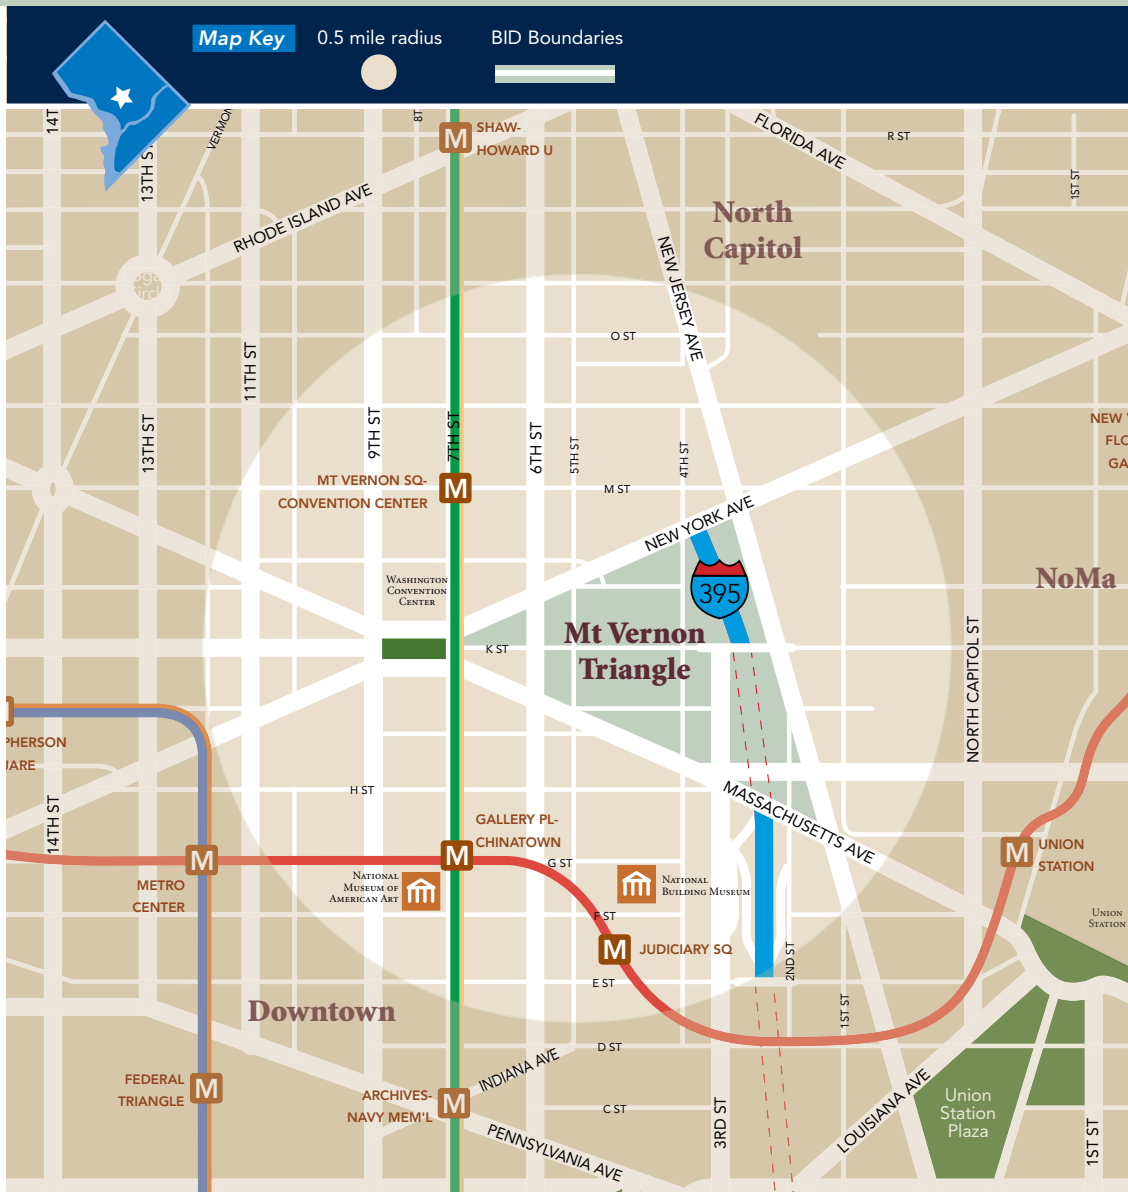 Map Key
0.5 mile radius
BID Boundaries
14T
13TH ST
8T
SHAW-
HOWARD U
FLORIDA AVE
R ST
1ST ST
RHODE ISLAND AVE
North
Capitol
NEW JERSEY AVE
O ST
11TH ST
13TH ST
9TH ST
7TH ST
6TH ST
5TH ST
4TH ST
NEW
FLO
GA
MT VERNON SQ-
CONVENTION CENTER
M ST
NEW YORK AVE
WASHINGTON
CONVENTION
CENTER
395
NoMa
Mt Vernon
Triangle
K ST
NORTH CAPITOL ST
PHERSON
UARE
14TH ST
H ST
MASSACHUSETTS AVE
GALLERY PL-
CHINATOWN
G ST
METRO
CENTER
NATIONAL
MUSEUM OF
AMERICAN ART
NATIONAL
BUILDING MUSEUM
UNION
STATION
UNION
STATION
F ST
JUDICIARY SQ
2ND ST
E ST
1ST ST
Downtown
D ST
INDIANA AVE
FEDERAL
TRIANGLE
ARCHIVES-
NAVY MEM'L
C ST
3RD ST
LOUISIANA AVE
Union
Station
Plaza
1ST ST
PENNSYLVANIA AVE